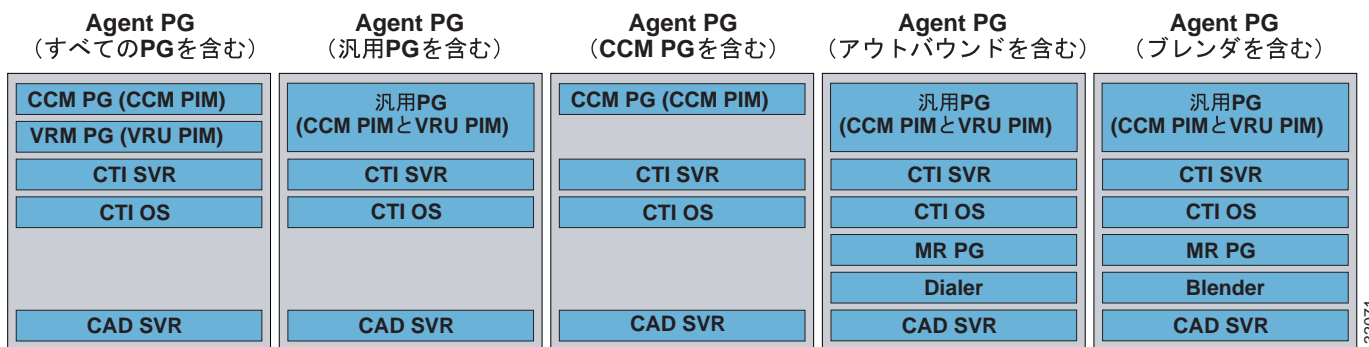 Agent PG
（すべてのPGを含む）
CCM PG (CCM PIM)
VRM PG (VRU PIM)
CTI SVR
CTI OS
CAD SVR
Agent PG
（汎用PGを含む）
汎用PG
(CCM PIMとVRU PIM)
CTI SVR
CTI OS
CAD SVR
Agent PG
（CCM PGを含む）
CCM PG (CCM PIM)
CTI SVR
CTI OS
CAD SVR
Agent PG
（アウトバウンドを含む）
汎用PG
(CCM PIMとVRU PIM)
CTI SVR
CTI OS
MR PG
Dialer
CAD SVR
Agent PG
（ブレンダを含む）
汎用PG
(CCM PIMとVRU PIM)
CTI SVR
CTI OS
MR PG
Blender
CAD SVR